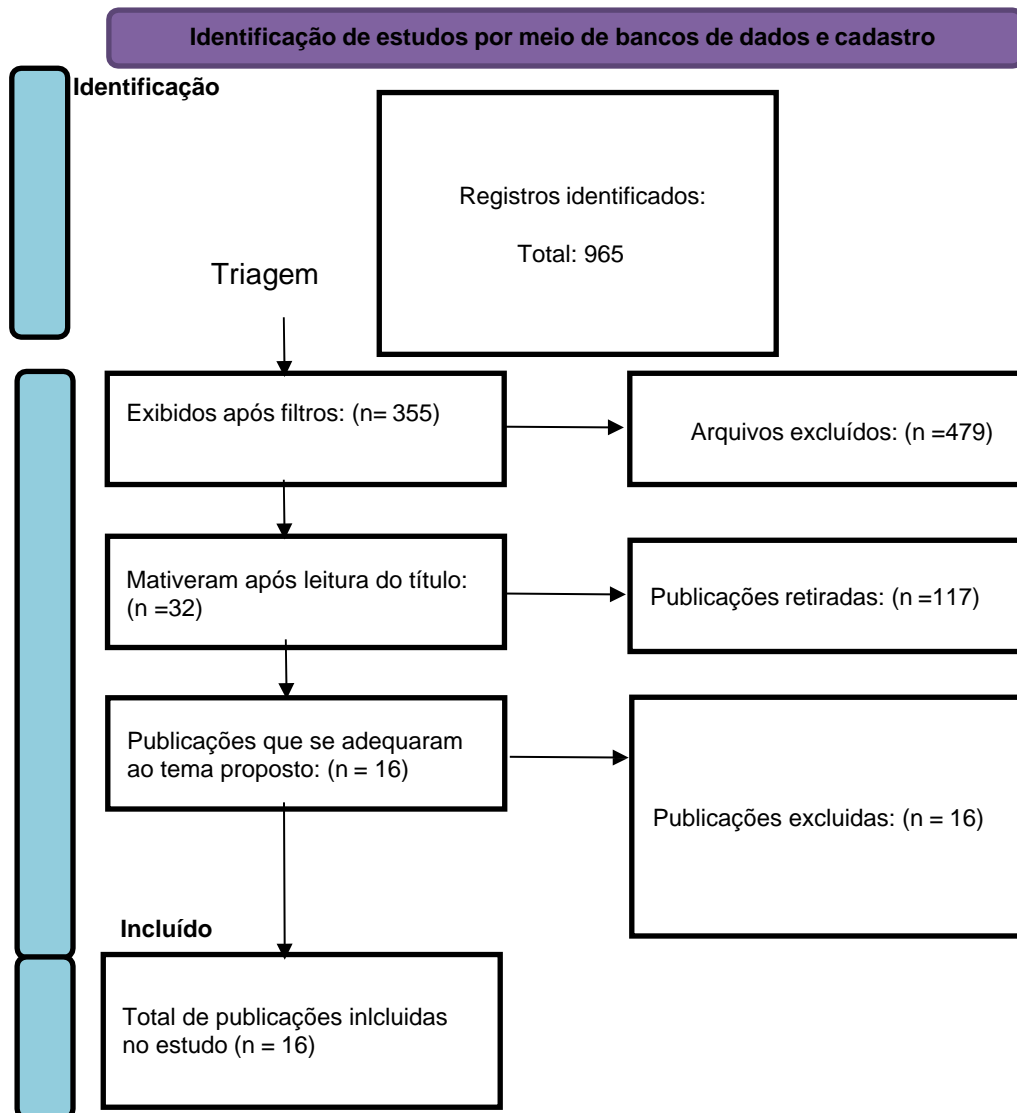 Identificação de estudos por meio de bancos de dados e cadastro
Identificação
Registros identificados:
Total: 965
Triagem
Exibidos após filtros: (n= 355)
Arquivos excluídos: (n =479)
Mativeram após leitura do título:
(n =32)
Publicações retiradas: (n =117)
Publicações que se adequaram
ao tema proposto: (n = 16)
Publicações excluidas: (n = 16)
Incluído
Total de publicações inlcluidas
no estudo (n = 16)